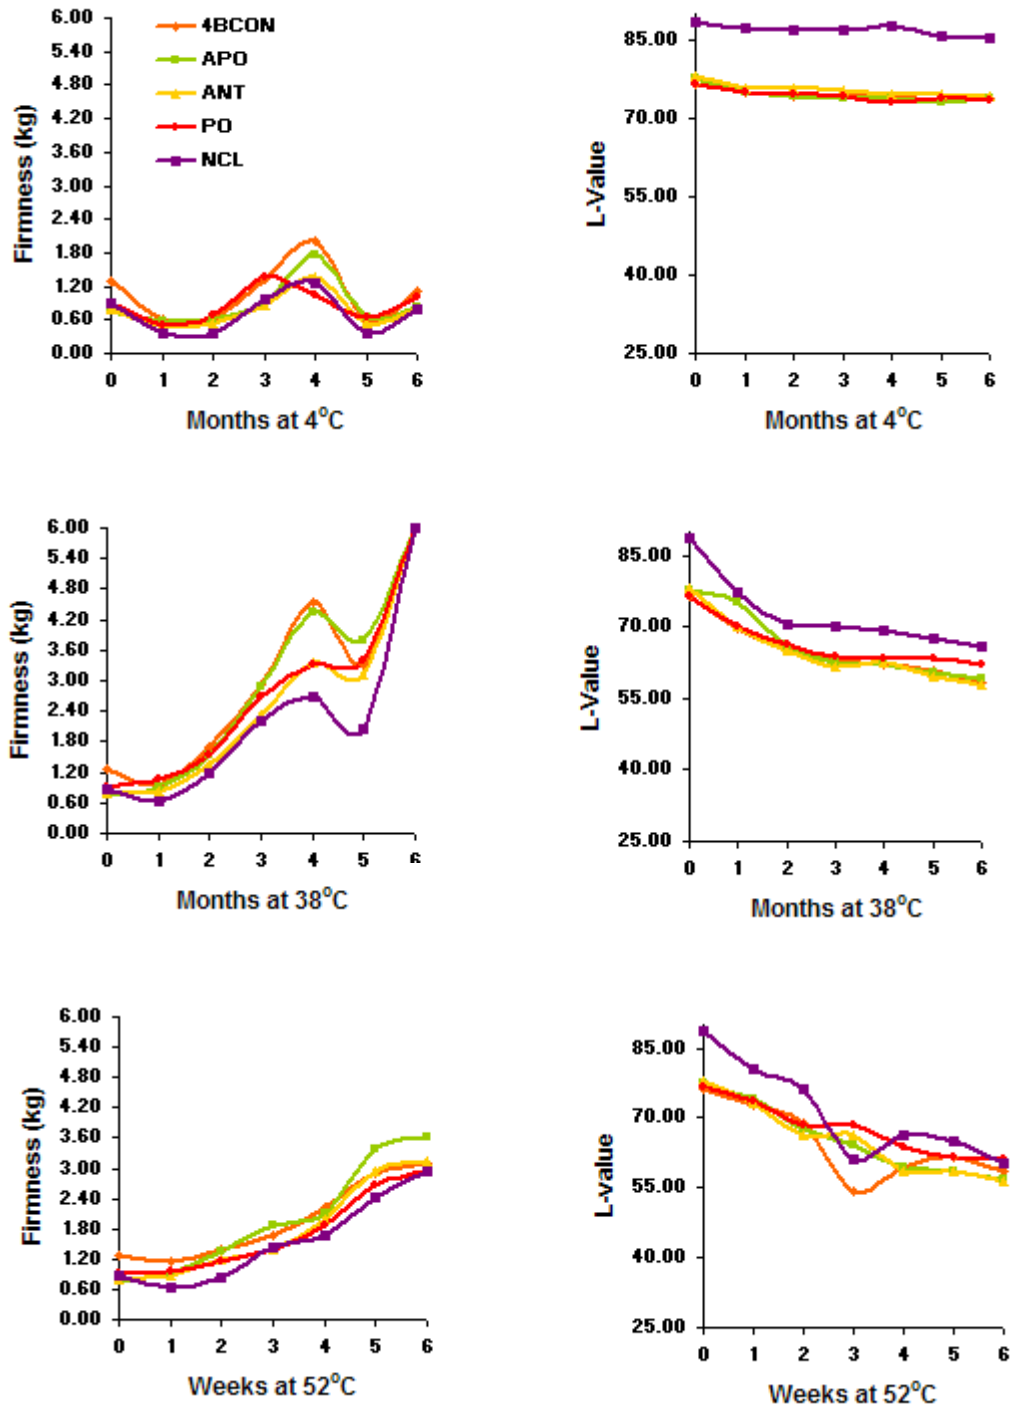 6.00
5.40
4.80
4.20
3.60
3.00
2.40
1.80
1.20
0.60
0.00
Firmness (kg)
4BCON
APO
ANT
PO
NCL
0 1 2 3 4 5 6
Months at 4°C
85.00
70.00
55.00
40.00
25.00
L-Value
0 1 2 3 4 5 6
Months at 4°C
6.00
5.40
4.80
4.20
3.60
3.00
2.40
1.80
1.20
0.60
0.00
Firmness (kg)
0 1 2 3 4 5 6
Months at 38°C
85.00
70.00
55.00
40.00
25.00
L-Value
0 1 2 3 4 5 6
Months at 38°C
6.00
5.40
4.80
4.20
3.60
3.00
2.40
1.80
1.20
0.60
0.00
Firmness (kg)
0 1 2 3 4 5 6
Weeks at 52°C
85.00
70.00
55.00
40.00
25.00
L-value
0 1 2 3 4 5 6
Weeks at 52°C